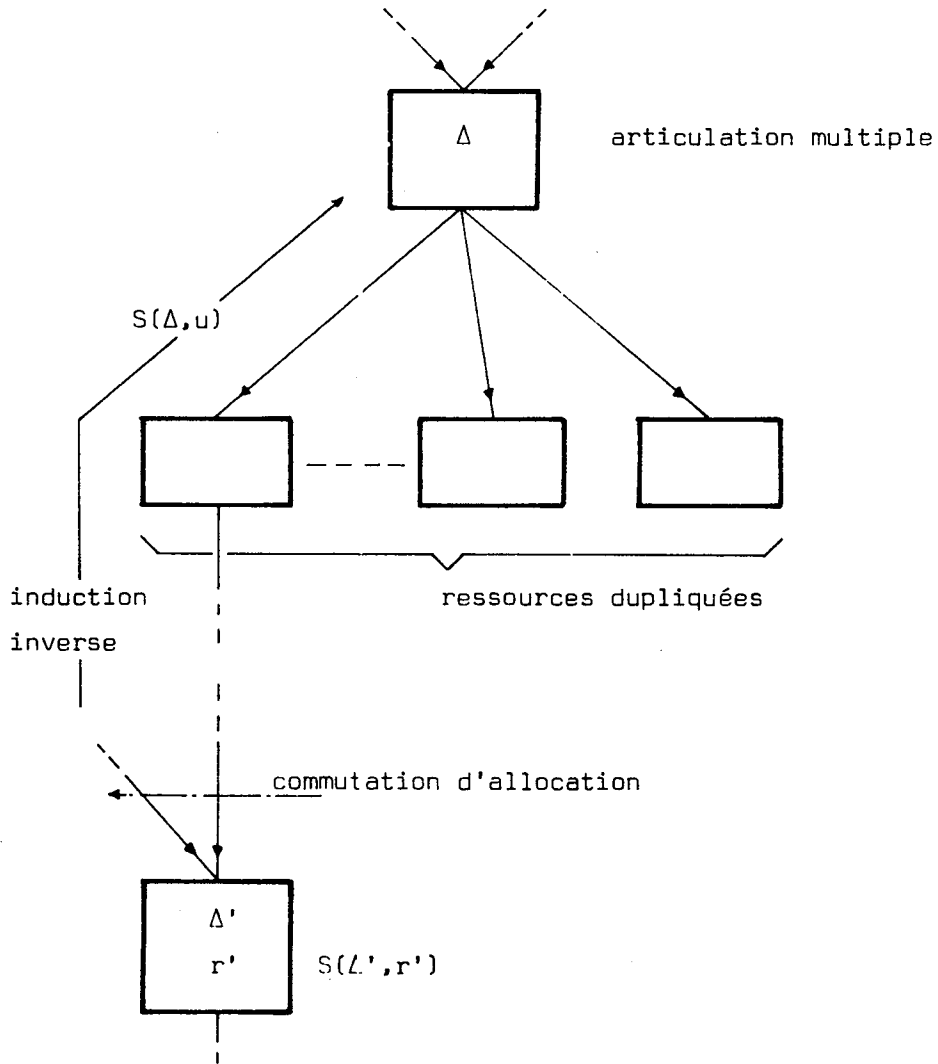 Δ
articulation multiple
S(Δ,u)
induction
inverse
ressources dupliquées
commutation d'allocation
Δ'
r'
S(Δ',r')